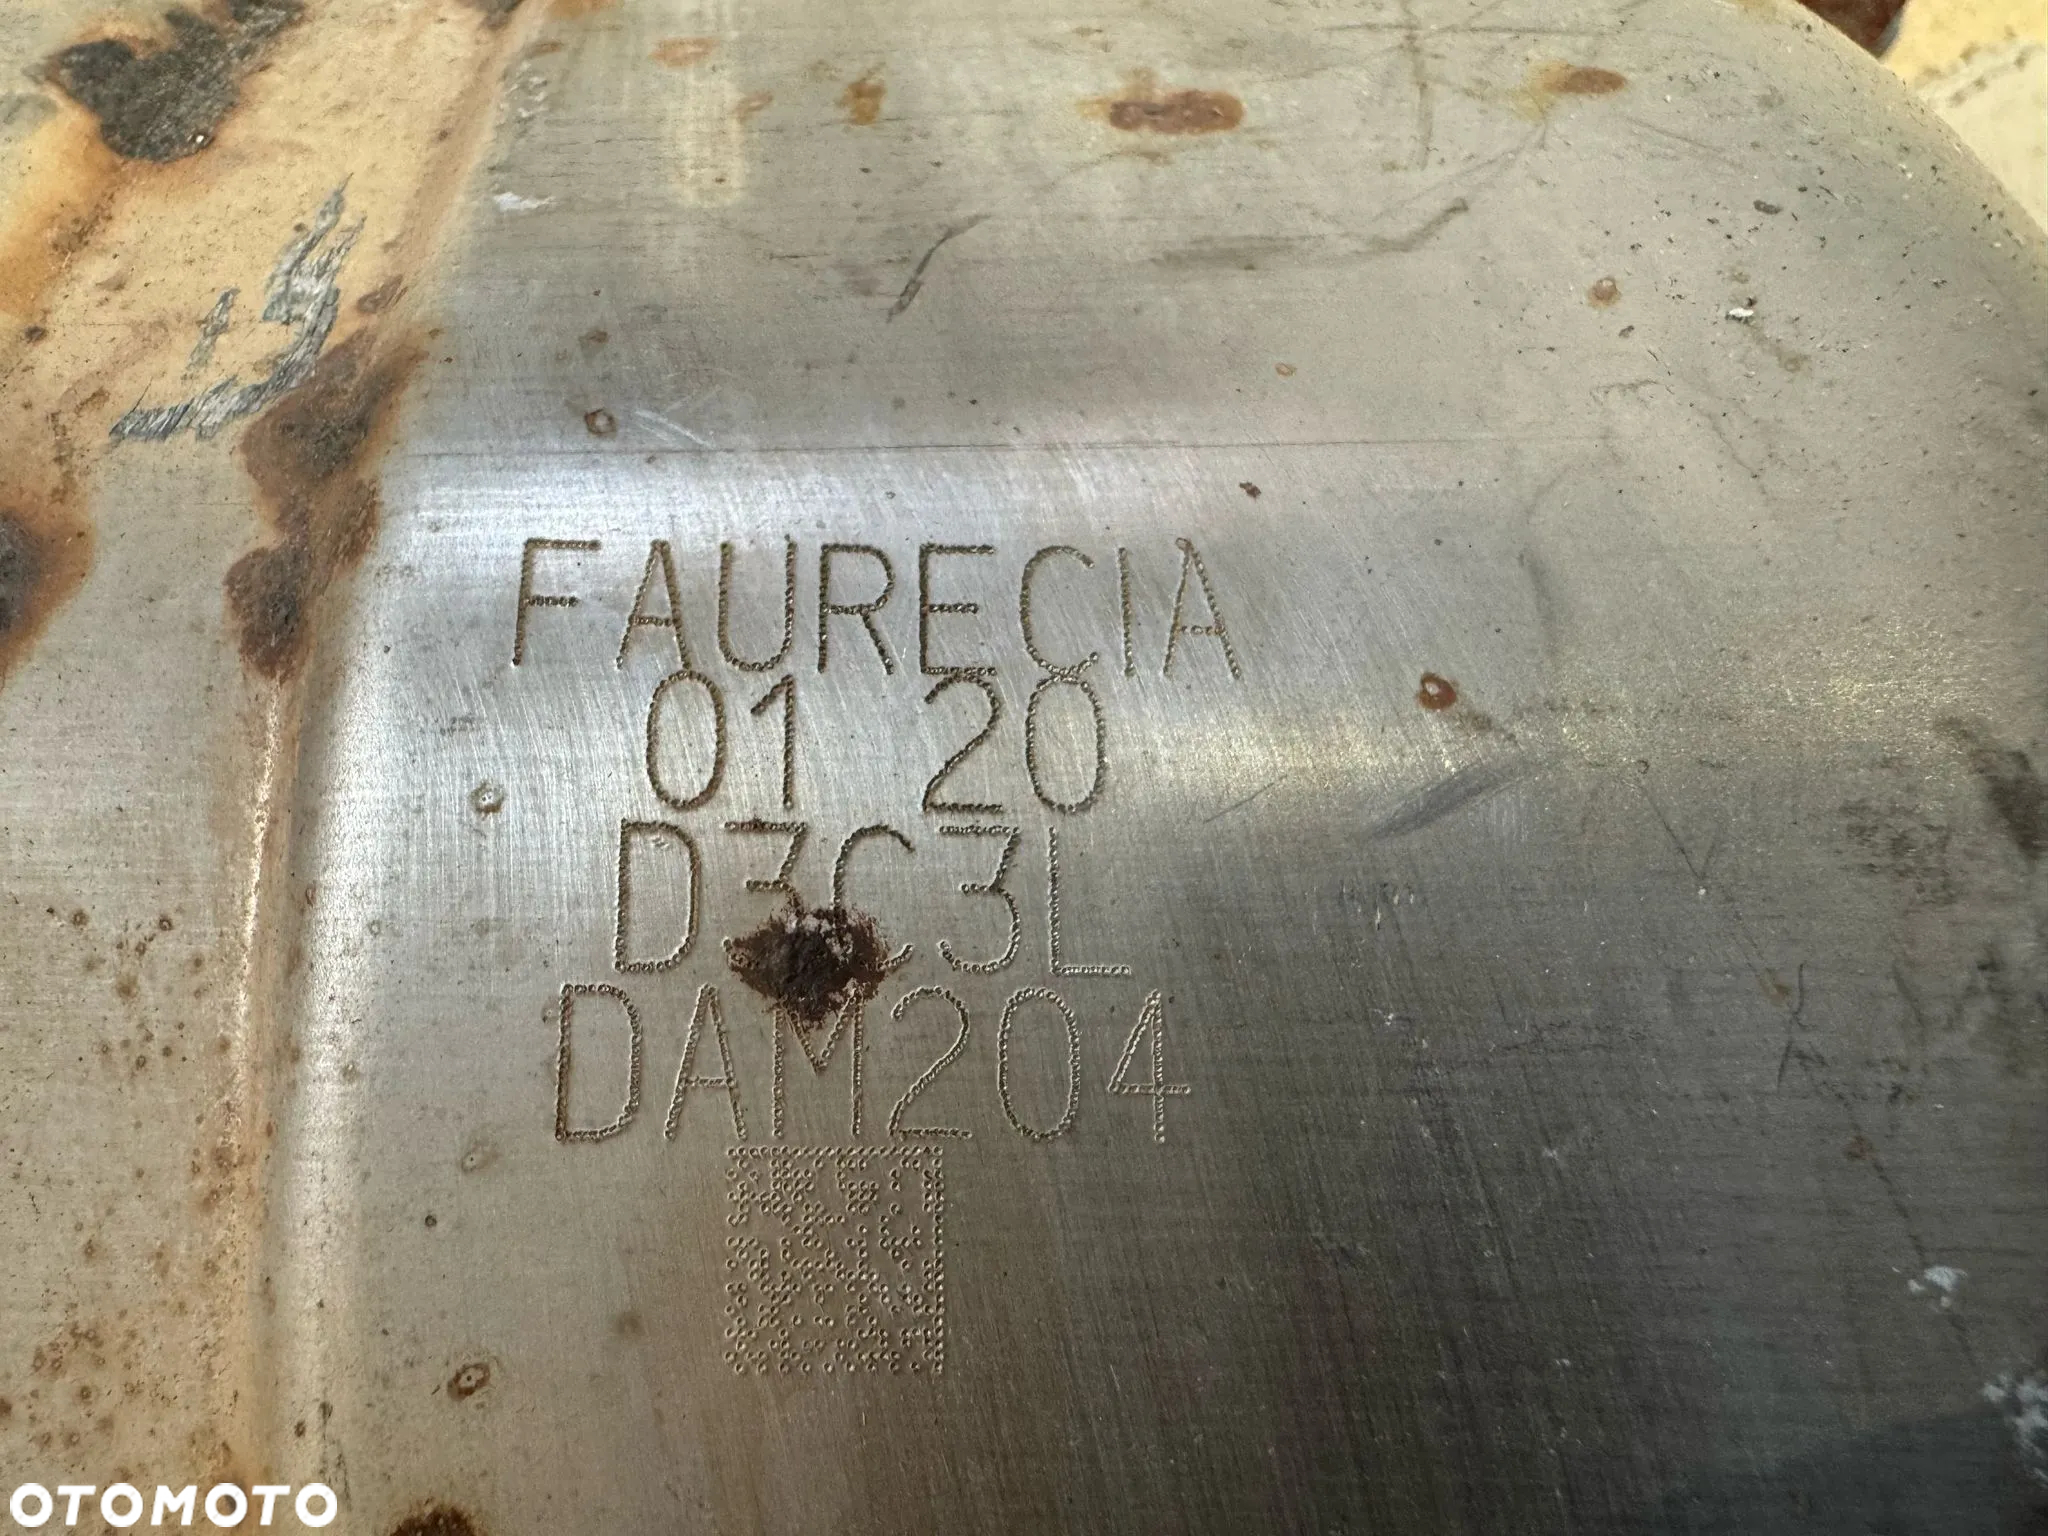 FAURECIA
01 20
D3C3L
DAM204
OTOMOTO